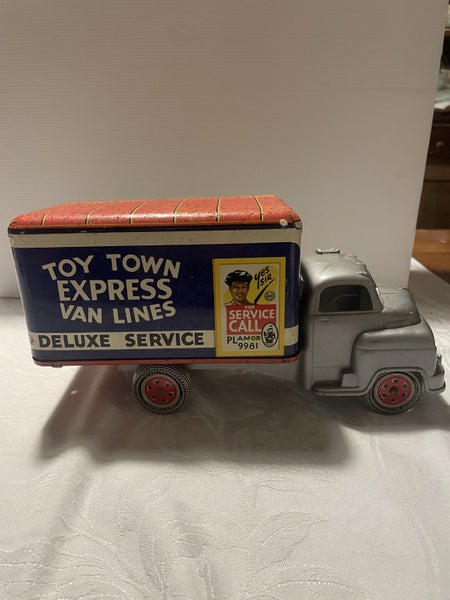 TOY TOWN
EXPRESS
VAN LINES
DELUXE SERVICE
yes
SIR
FOR
SERVICE
CALL
PLAMOR
9981